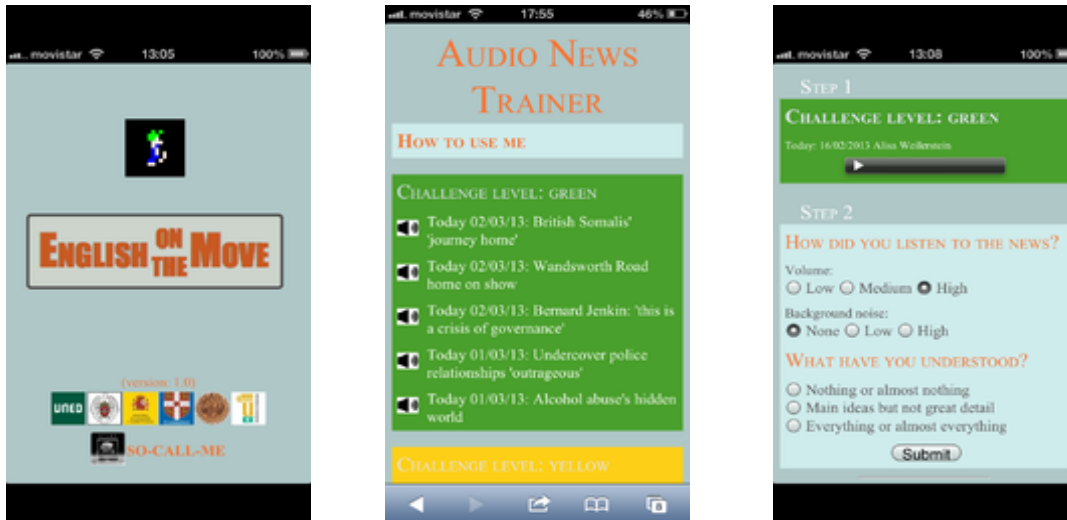 movistar 13:05 100%
ENGLISH ON THE MOVE
(version: 1.0)
UNED
SO-CALL-ME
movistar 17:55 46%
AUDIO NEWS
TRAINER
HOW TO USE ME
CHALLENGE LEVEL: GREEN
Today 02/03/13: British Somalis'
'journey home'
Today 02/03/13: Wandsworth Road
home on show
Today 02/03/13: Bernard Jenkin: 'this is
a crisis of governance'
Today 01/03/13: Undercover police
relationships 'outrageous'
Today 01/03/13: Alcohol abuse's hidden
world
CHALLENGE LEVEL: YELLOW
movistar 13:08 100%
STEP 1
CHALLENGE LEVEL: GREEN
Today: 16/02/2013 Alisa Weilerstein
STEP 2
HOW DID YOU LISTEN TO THE NEWS?
Volume:
Low Medium High
Background noise:
None Low High
WHAT HAVE YOU UNDERSTOOD?
Nothing or almost nothing
Main ideas but not great detail
Everything or almost everything
Submit